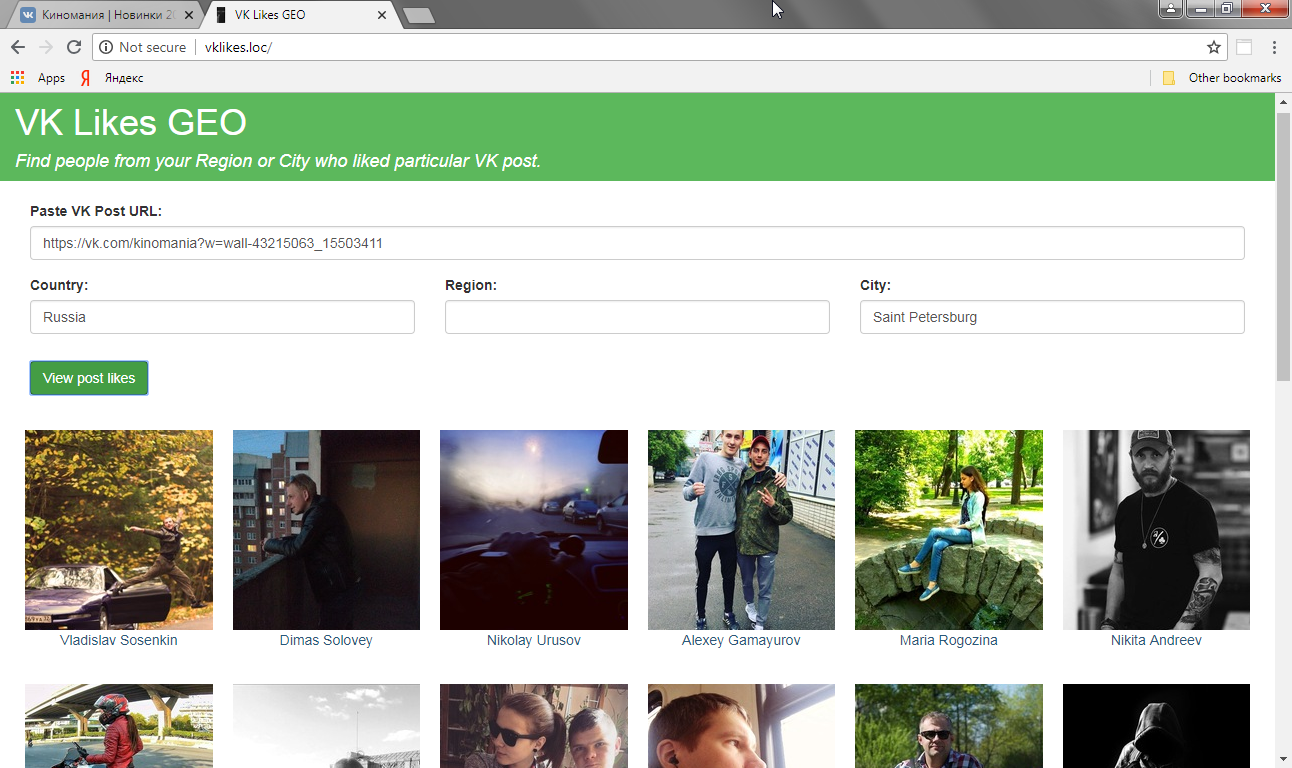 Киномания | Новинки 20
VK Likes GEO
Not secure
vklikes.loc/
Apps
Яндекс
Other bookmarks
VK Likes GEO
Find people from your Region or City who liked particular VK post.
Paste VK Post URL:
https://vk.com/kinomania?w=wall-43215063_15503411
Country:
Region:
City:
Russia
Saint Petersburg
View post likes
Vladislav Sosenkin
Dimas Solovey
Nikolay Urusov
Alexey Gamayurov
Maria Rogozina
Nikita Andreev